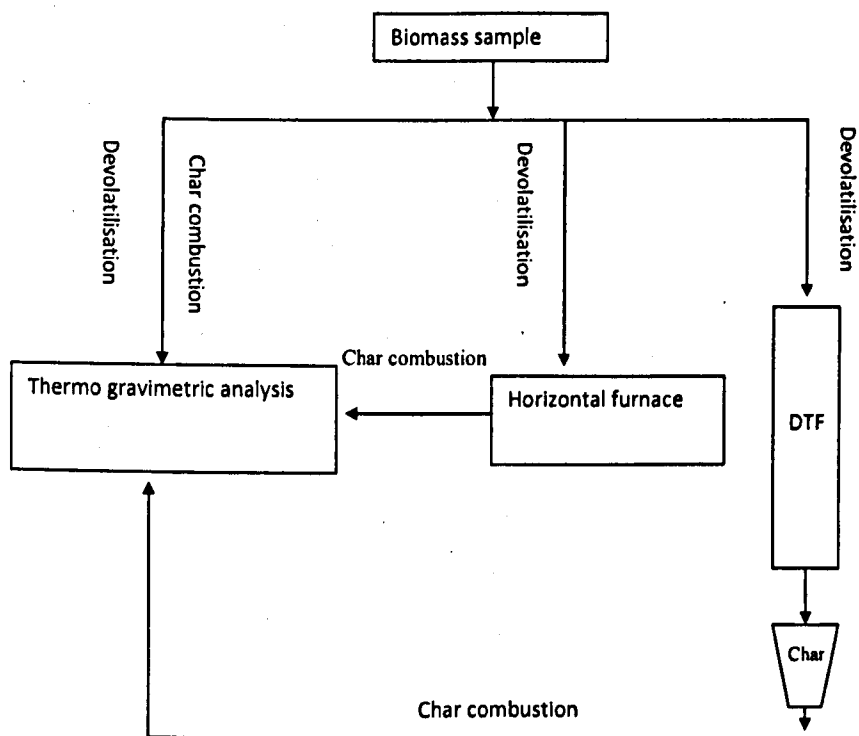 Biomass sample
Devolatilisation
Char combustion
Devolatilisation
Devolatilisation
Char combustion
Thermo gravimetric analysis
Horizontal furnace
DTF
Char
Char combustion